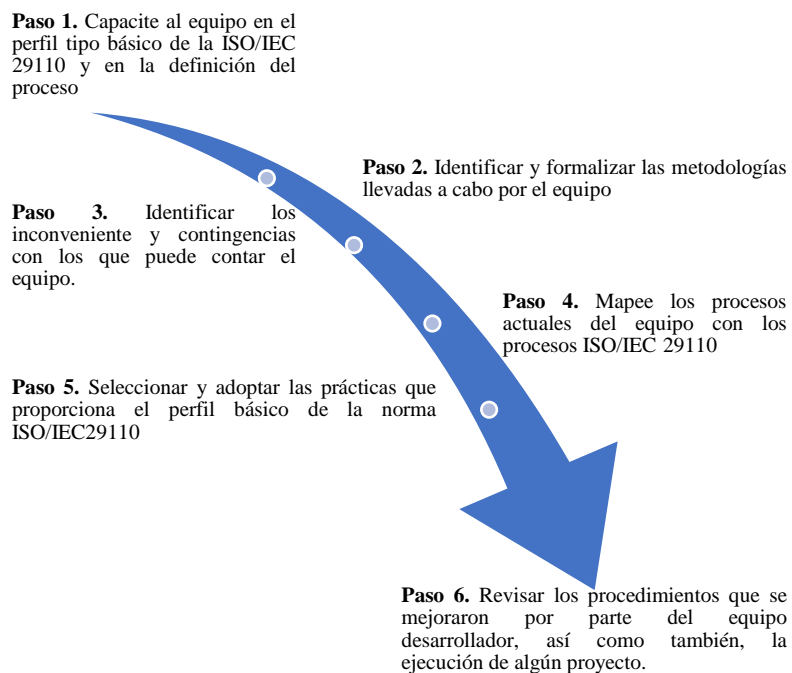 Paso 1. Capacite al equipo en el
perfil tipo básico de la ISO/IEC
29110 y en la definición del
proceso
Paso 2. Identificar y formalizar las metodologías
llevadas a cabo por el equipo
Paso 3. Identificar los
inconveniente y contingencias
con los que puede contar el
equipo.
Paso 4. Mapee los procesos
actuales del equipo con los
procesos ISO/IEC 29110
Paso 5. Seleccionar y adoptar las prácticas que
proporciona el perfil básico de la norma
ISO/IEC29110
Paso 6. Revisar los procedimientos que se
mejoraron por parte del equipo
desarrollador, así como también, la
ejecución de algún proyecto.